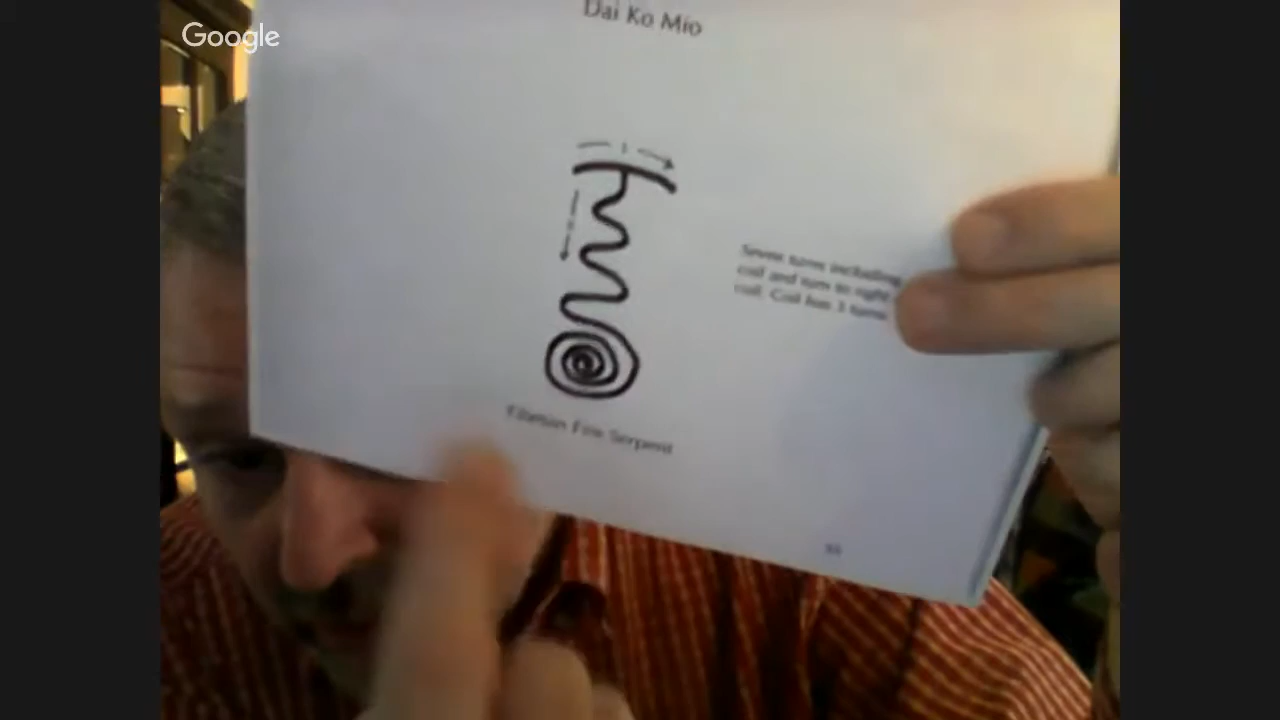 Google
Dai Ko Mio
Seven turns including
coil and turn to right
coil. Coil has 3 turns
Tibetan Fire Serpent